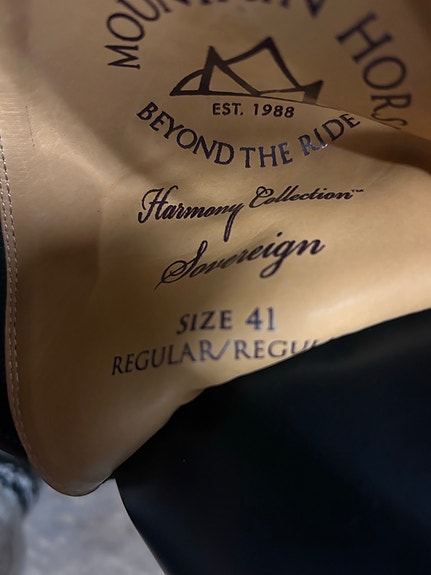 MOUNTAIN HORS
EST. 1988
BEYOND THE RIDE
Harmony Collection™
Sovereign
SIZE 41
REGULAR/REGU